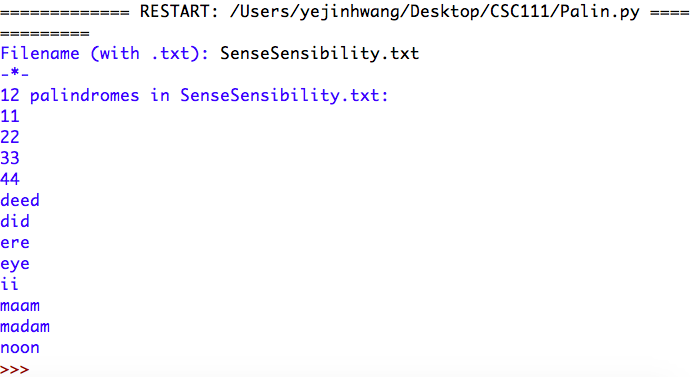 ============= RESTART: /Users/yejinhwang/Desktop/CSC111/Palin.py ====
=========
Filename (with .txt): SenseSensibility.txt
-*-
12 palindromes in SenseSensibility.txt:
11
22
33
44
deed
did
ere
eye
ii
maam
madam
noon
>>>